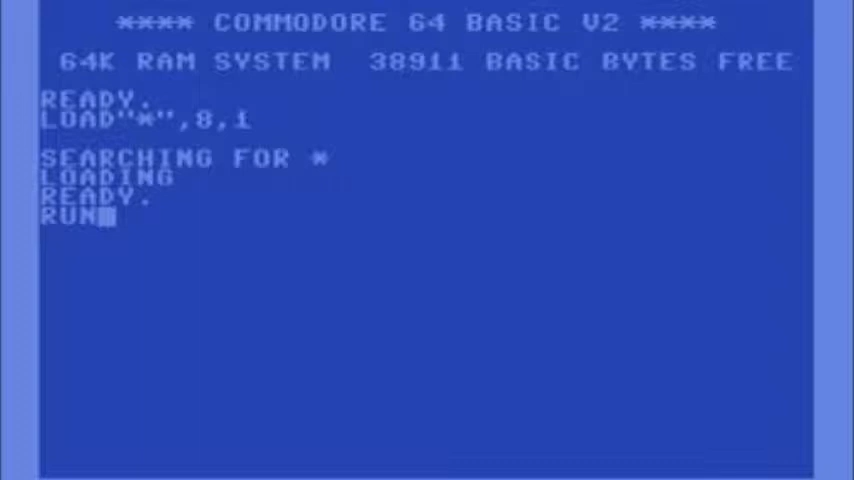 **** COMMODORE 64 BASIC V2 ****
64K RAM SYSTEM 38911 BASIC BYTES FREE
READY.
LOAD"*",8,1
SEARCHING FOR *
LOADING
READY.
RUN